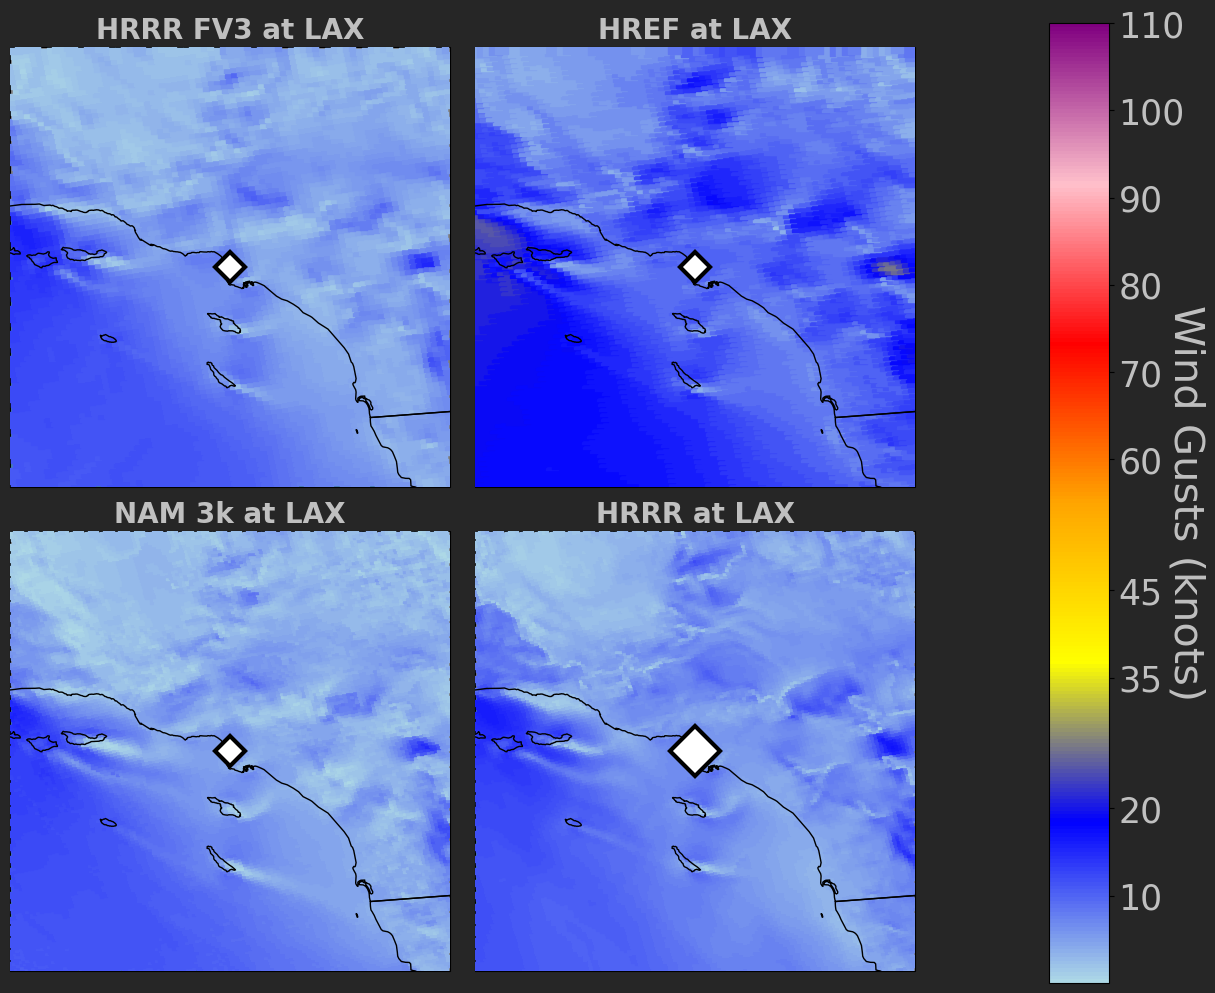 HRRR FV3 at LAX
HREF at LAX
NAM 3k at LAX
HRRR at LAX
110
100
90
80
70
60
45
35
20
10
Wind Gusts (knots)